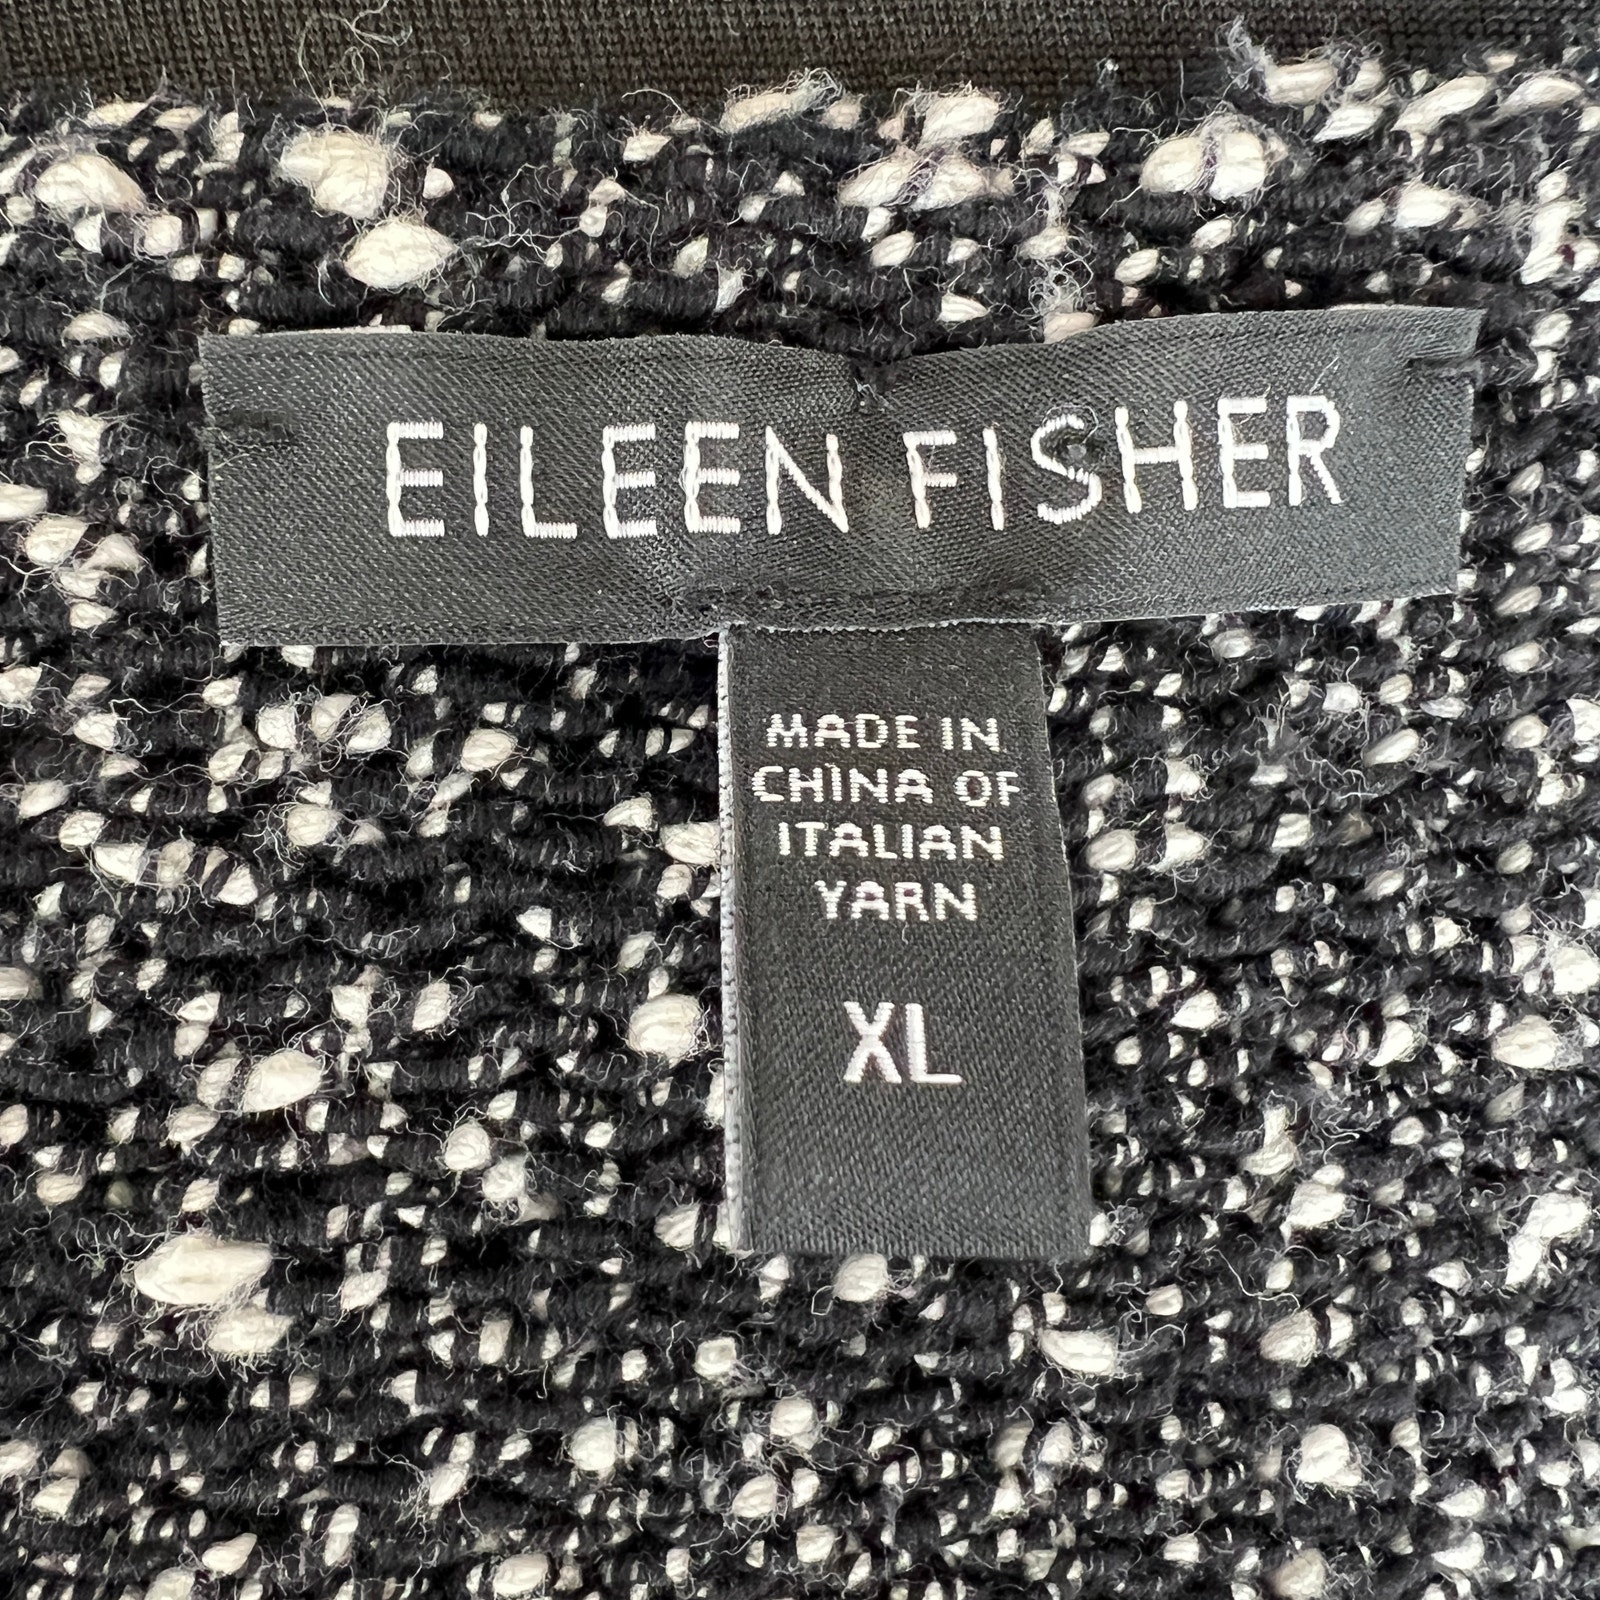 EILEEN FISHER
MADE IN
CHINA OF
ITALIAN
YARN
XL